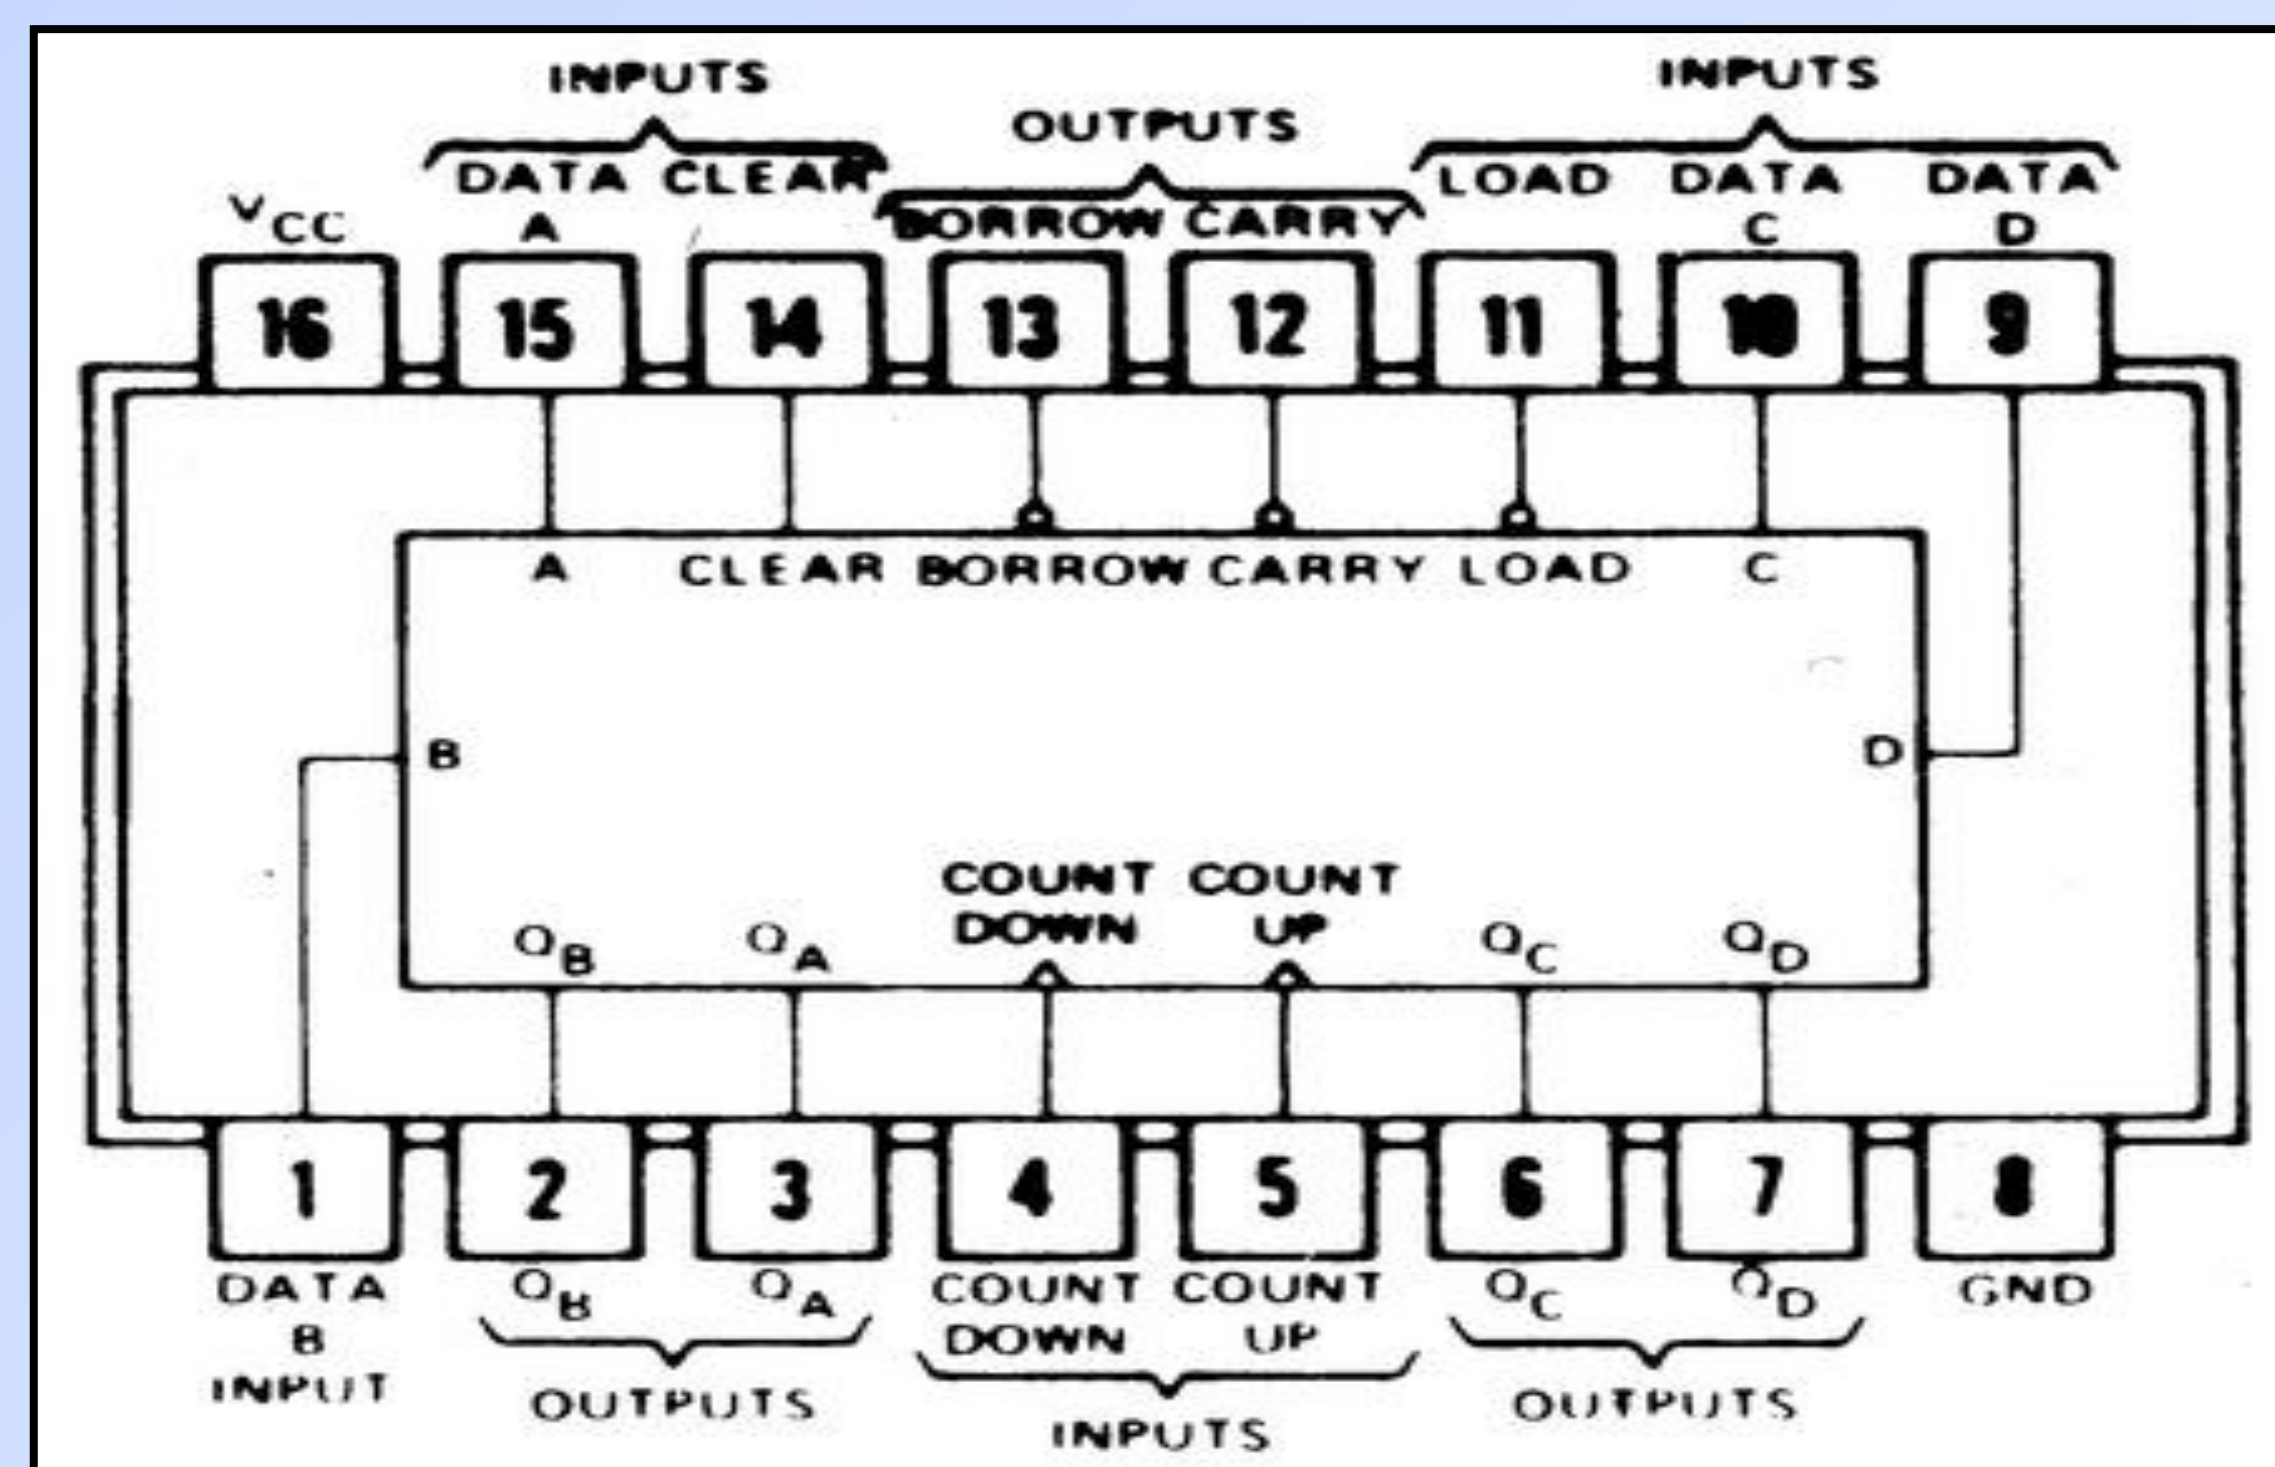 INPUTS
INPUTS
OUTPUTS
DATA CLEAR
LOAD DATA DATA
VCC A
BORROW CARRY
C D
16 15 14 13 12 11 10 9
A CLEAR BORROW CARRY LOAD C
B D
COUNT COUNT
DOWN UP
QB QA QC QD
1 2 3 4 5 6 7 8
DATA QB QA COUNT COUNT QC QD GND
B DOWN UP
INPUT OUTPUTS OUTPUTS
INPUTS